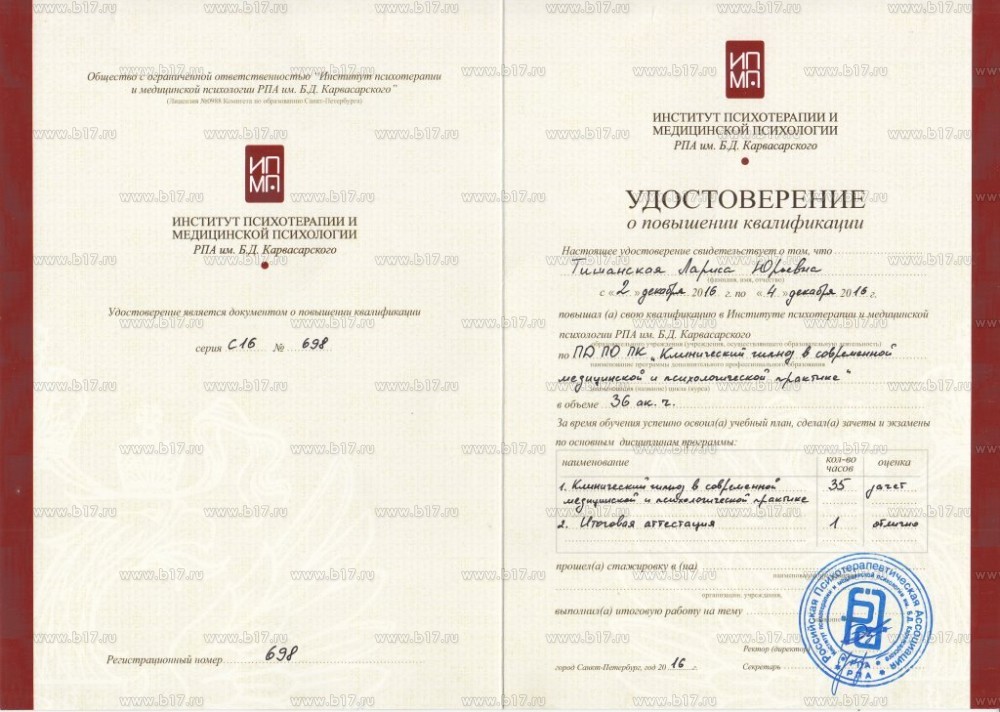 Общество с ограниченной ответственностью "Институт психотерапии
и медицинской психологии РПА им. Б.Д. Карвасарского"
(Лицензия №0988 Комитета по образованию Санкт-Петербурга)
ИП
МП
ИНСТИТУТ ПСИХОТЕРАПИИ И
МЕДИЦИНСКОЙ ПСИХОЛОГИИ
РПА им. Б.Д. Карвасарского
Удостоверение является документом о повышении квалификации
серия С16 № 698
Регистрационный номер 698
ИП
МП
ИНСТИТУТ ПСИХОТЕРАПИИ И
МЕДИЦИНСКОЙ ПСИХОЛОГИИ
РПА им. Б.Д. Карвасарского
УДОСТОВЕРЕНИЕ
о повышении квалификации
Настоящее удостоверение свидетельствует о том, что
Тиманская Лариса Юрьевна
(фамилия, имя, отчество)
с «2» декабря 2016 г. по «4» декабря 2016 г.
повышал (а) свою квалификацию в Институте психотерапии и медицинской
психологии РПА им. Б.Д. Карвасарского
образовательного учреждения (учреждения, осуществляющего образовательную деятельность)
по ПД ПО ПК "Клинический гипноз в современной
наименование программы дополнительного профессионального образования
медицинской и психологической практике"
в объеме 36 ак. ч.
За время обучения успешно освоил(а) учебный план, сделал(а) зачеты и экзамены
по основным дисциплинам программы:
наименование кол-во часов оценка
1. Клинический гипноз в современной 35 зачет
медицинской и психологической практике
2. Итоговая аттестация 1 отлично
прошел(а) стажировку в (на)
организации, учреждения,
выполнил(а) итоговую работу на тему
Ректор (директор)
город Санкт-Петербург, год 2016 г. Секретарь
Российская Психотерапевтическая Ассоциация
РПА
www.b17.ru